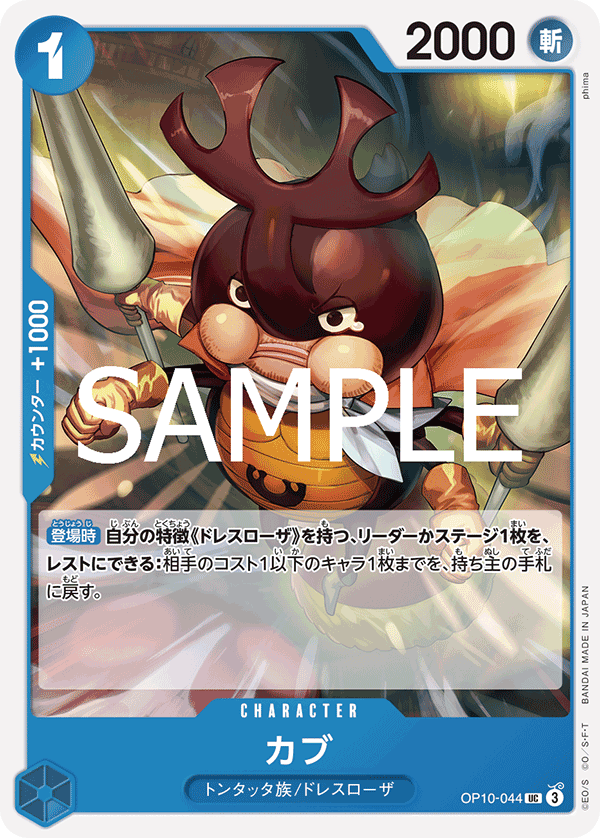 1
2000 斬
phima
カウンター +1000
SAMPLE
登場時 自分の特徴《ドレスローザ》を持つ、リーダーかステージ1枚を、
レストにできる:相手のコスト1以下のキャラ1枚までを、持ち主の手札
に戻す。
CHARACTER
カブ
トンタッタ族/ドレスローザ
OP10-044 UC 3
©E.O/S ©O/S・F・T BANDAI MADE IN JAPAN